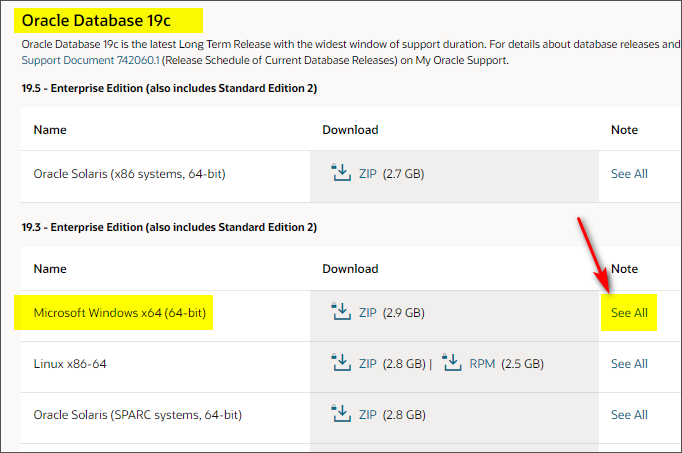 Oracle Database 19c
Oracle Database 19c is the latest Long Term Release with the widest window of support duration. For details about database releases and
Support Document 742060.1 (Release Schedule of Current Database Releases) on My Oracle Support.
19.5 - Enterprise Edition (also includes Standard Edition 2)
Name Download Note
Oracle Solaris (x86 systems, 64-bit) ZIP (2.7 GB) See All
19.3 - Enterprise Edition (also includes Standard Edition 2)
Name Download Note
Microsoft Windows x64 (64-bit) ZIP (2.9 GB) See All
Linux x86-64 ZIP (2.8 GB) | RPM (2.5 GB) See All
Oracle Solaris (SPARC systems, 64-bit) ZIP (2.8 GB) See All